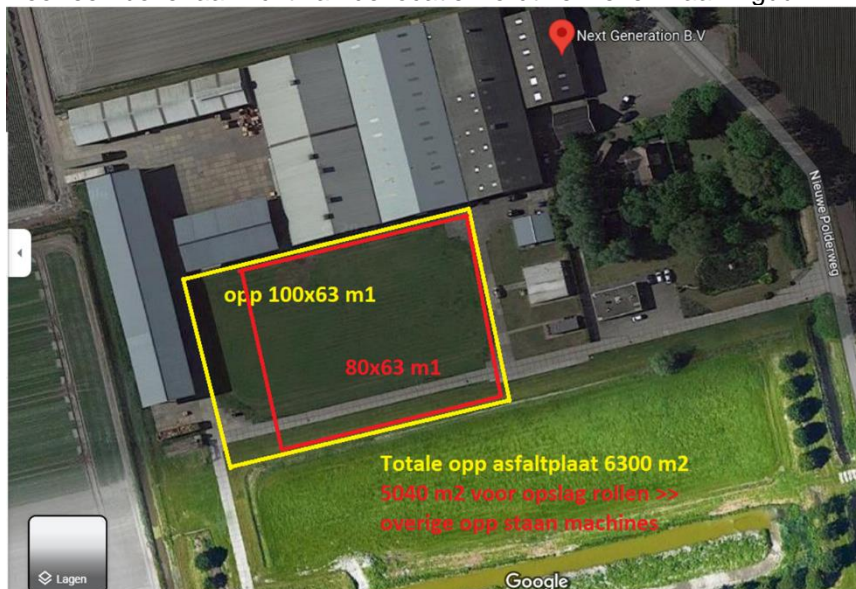 Next Generation B.V
Nieuwe Polderweg
opp 100x63 m1
80x63 m1
Totale opp asfaltplaat 6300 m2
5040 m2 voor opslag rollen >>
overige opp staan machines
Lagen
Google